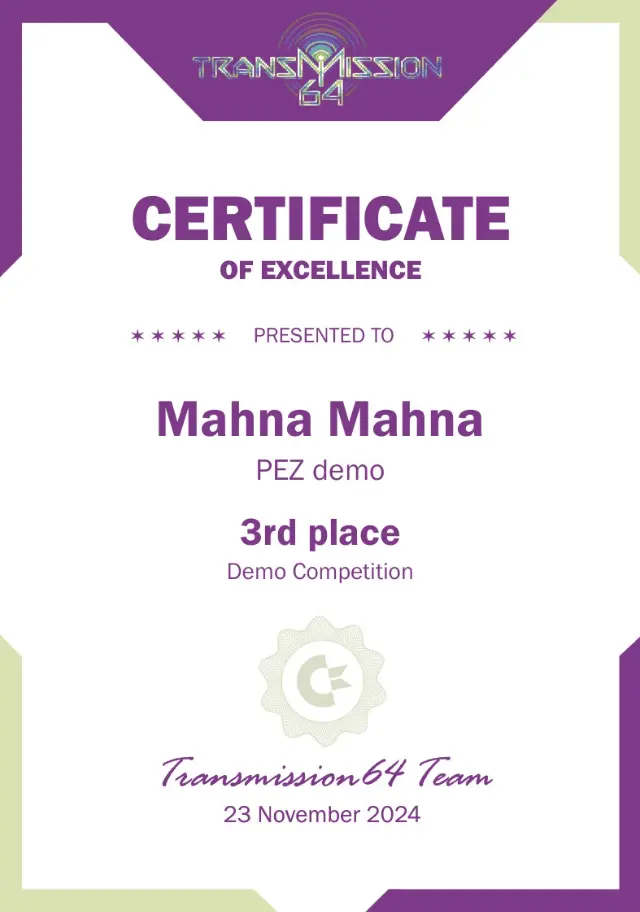 TRANSMISSION
64
CERTIFICATE
OF EXCELLENCE
✶ ✶ ✶ ✶ ✶ PRESENTED TO ✶ ✶ ✶ ✶ ✶
Mahna Mahna
PEZ demo
3rd place
Demo Competition
Transmission64 Team
23 November 2024